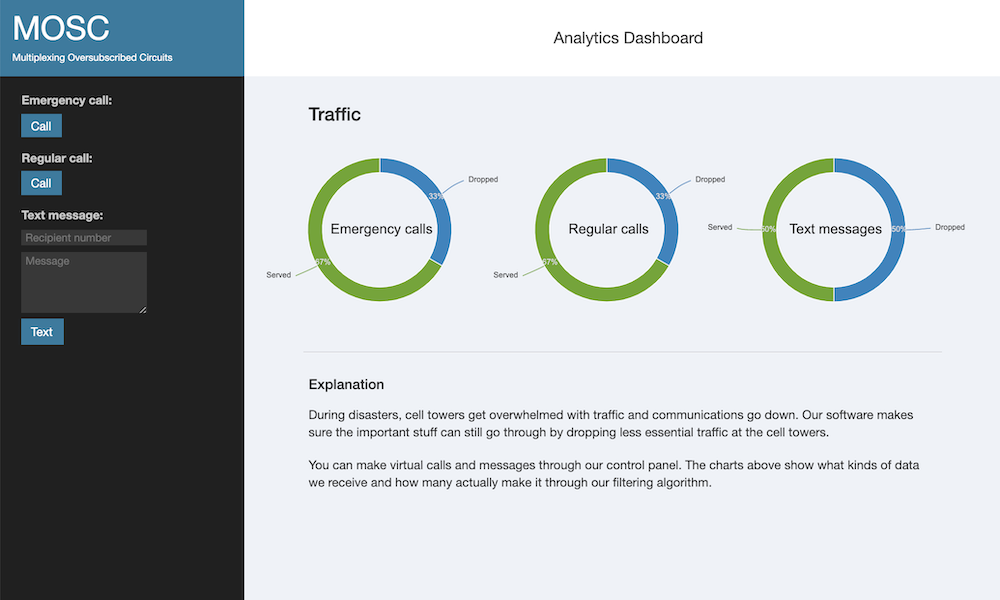 MOSC
Multiplexing Oversubscribed Circuits
Analytics Dashboard
Emergency call:
Call
Regular call:
Call
Text message:
Recipient number
Message
Text
Traffic
Dropped
33%
Emergency calls
67%
Served
Dropped
33%
Regular calls
67%
Served
Served
50%
Text messages
50%
Dropped
Explanation
During disasters, cell towers get overwhelmed with traffic and communications go down. Our software makes
sure the important stuff can still go through by dropping less essential traffic at the cell towers.
You can make virtual calls and messages through our control panel. The charts above show what kinds of data
we receive and how many actually make it through our filtering algorithm.